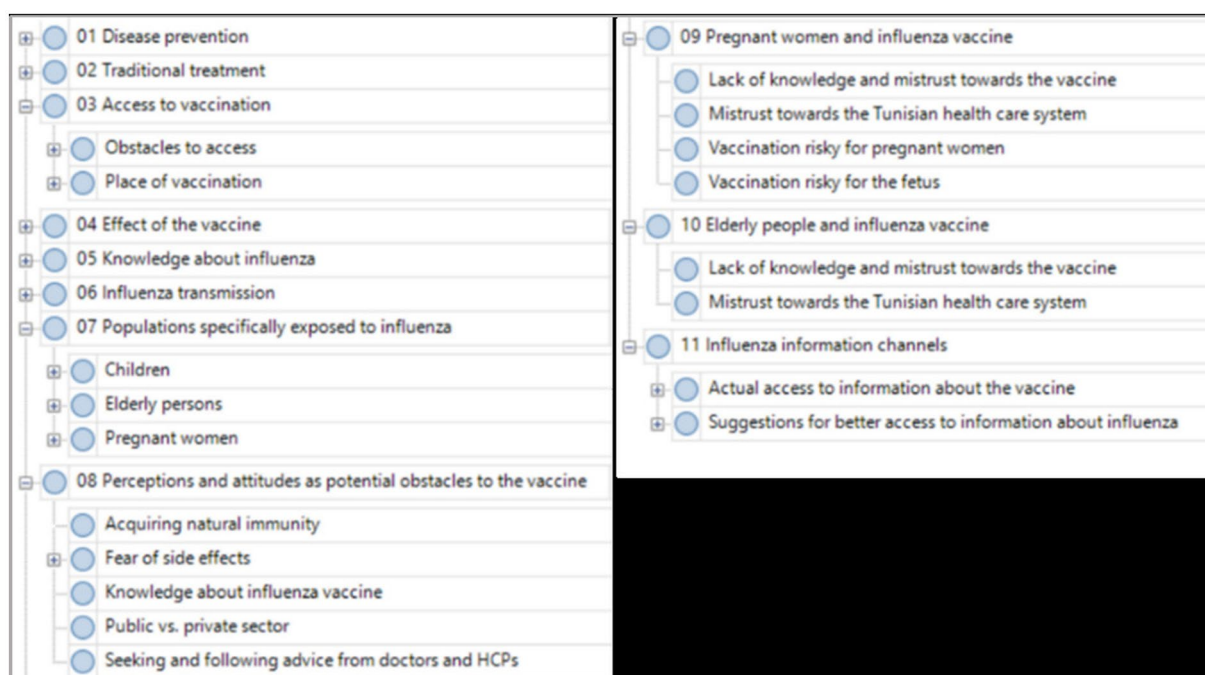 01 Disease prevention
02 Traditional treatment
03 Access to vaccination
Obstacles to access
Place of vaccination
04 Effect of the vaccine
05 Knowledge about influenza
06 Influenza transmission
07 Populations specifically exposed to influenza
Children
Elderly persons
Pregnant women
08 Perceptions and attitudes as potential obstacles to the vaccine
Acquiring natural immunity
Fear of side effects
Knowledge about influenza vaccine
Public vs. private sector
Seeking and following advice from doctors and HCPs
09 Pregnant women and influenza vaccine
Lack of knowledge and mistrust towards the vaccine
Mistrust towards the Tunisian health care system
Vaccination risky for pregnant women
Vaccination risky for the fetus
10 Elderly people and influenza vaccine
Lack of knowledge and mistrust towards the vaccine
Mistrust towards the Tunisian health care system
11 Influenza information channels
Actual access to information about the vaccine
Suggestions for better access to information about influenza